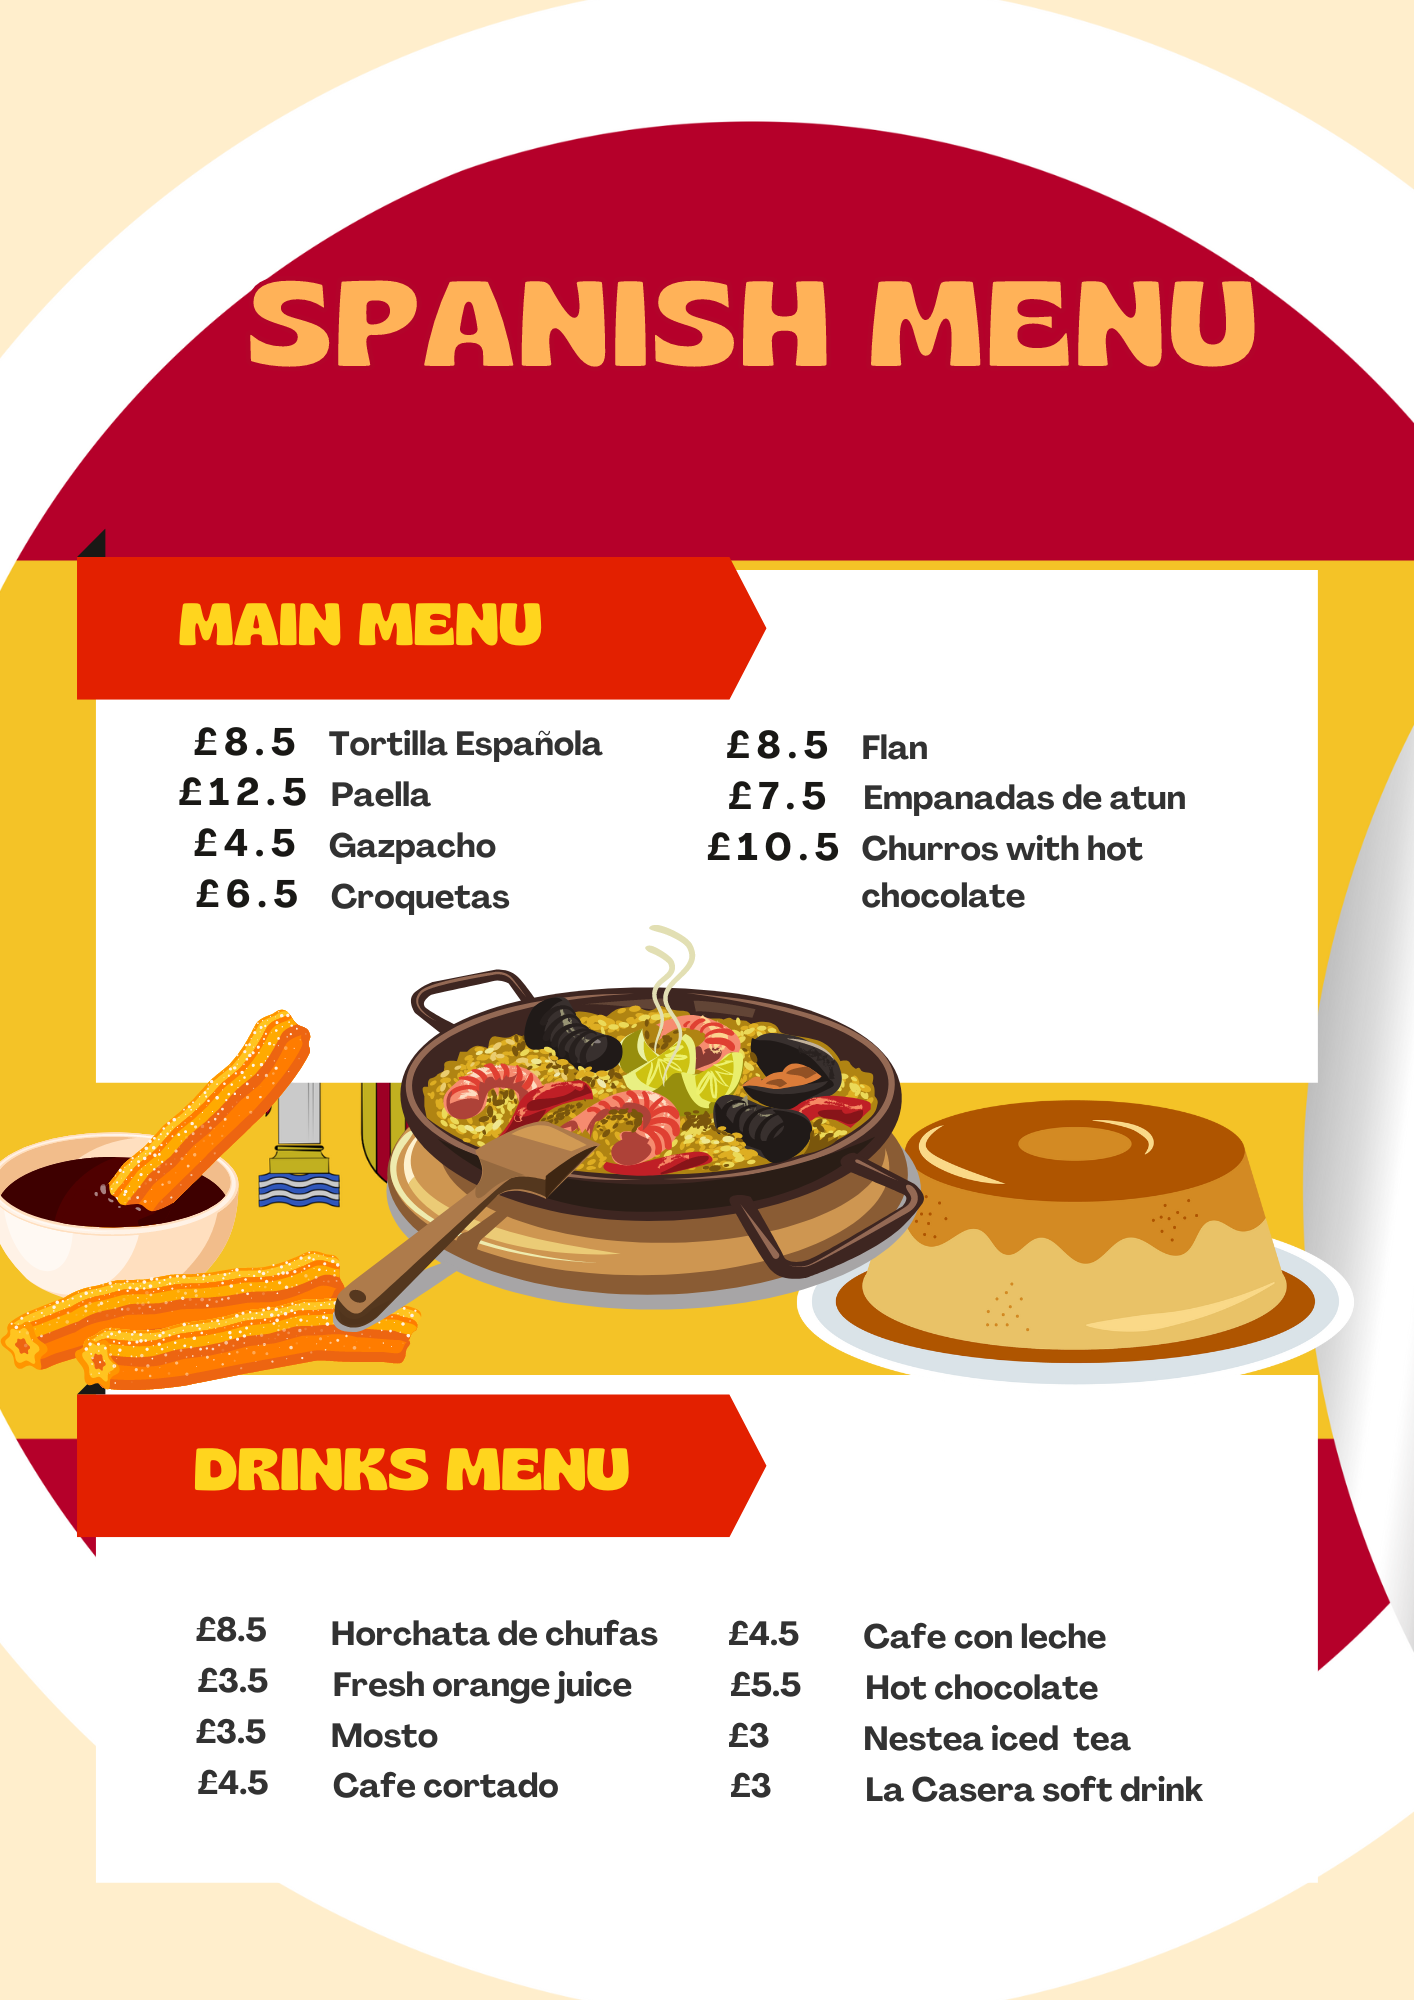 SPANISH MENU
MAIN MENU
£8.5 Tortilla Española
£12.5 Paella
£4.5 Gazpacho
£6.5 Croquetas
£8.5 Flan
£7.5 Empanadas de atun
£10.5 Churros with hot
chocolate
DRINKS MENU
£8.5 Horchata de chufas
£3.5 Fresh orange juice
£3.5 Mosto
£4.5 Cafe cortado
£4.5 Cafe con leche
£5.5 Hot chocolate
£3 Nestea iced  tea
£3 La Casera soft drink